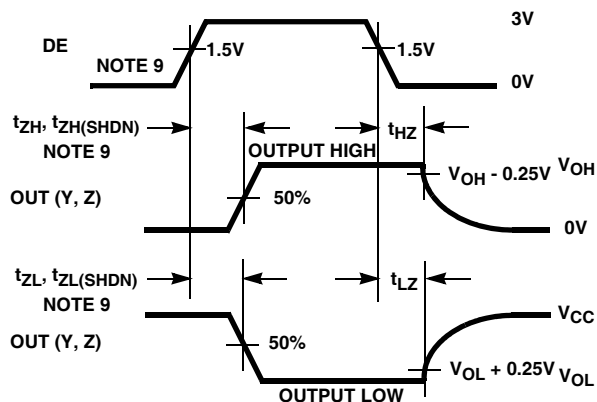 3V
DE
1.5V
1.5V
NOTE 9
0V
tZH, tZH(SHDN)
tHZ
NOTE 9
OUTPUT HIGH
VOH - 0.25V
VOH
OUT (Y, Z)
50%
0V
tZL, tZL(SHDN)
tLZ
NOTE 9
VCC
OUT (Y, Z)
50%
VOL + 0.25V
VOL
OUTPUT LOW